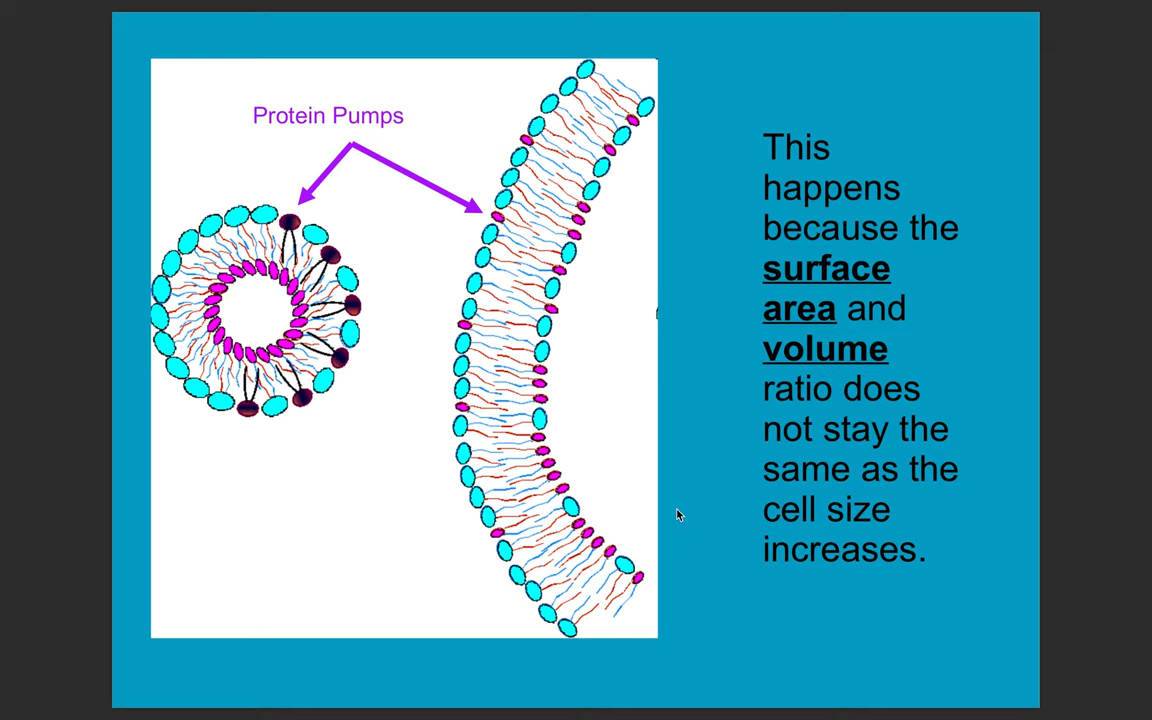 Protein Pumps
This
happens
because the
surface
area and
volume
ratio does
not stay the
same as the
cell size
increases.